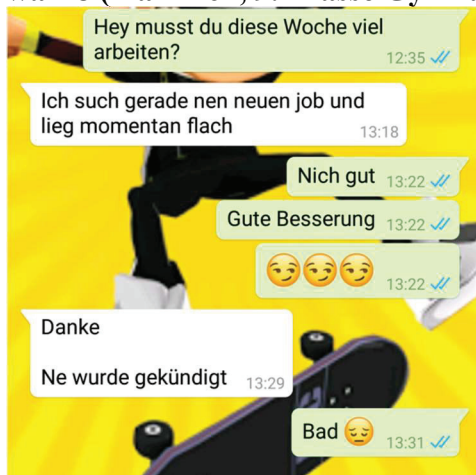 Hey musst du diese Woche viel
arbeiten?
12:35
Ich such gerade nen neuen job und
lieg momentan flach
13:18
Nich gut 13:22
Gute Besserung 13:22
😏😏😏
13:22
Danke
Ne wurde gekündigt 13:29
Bad 😔 13:31